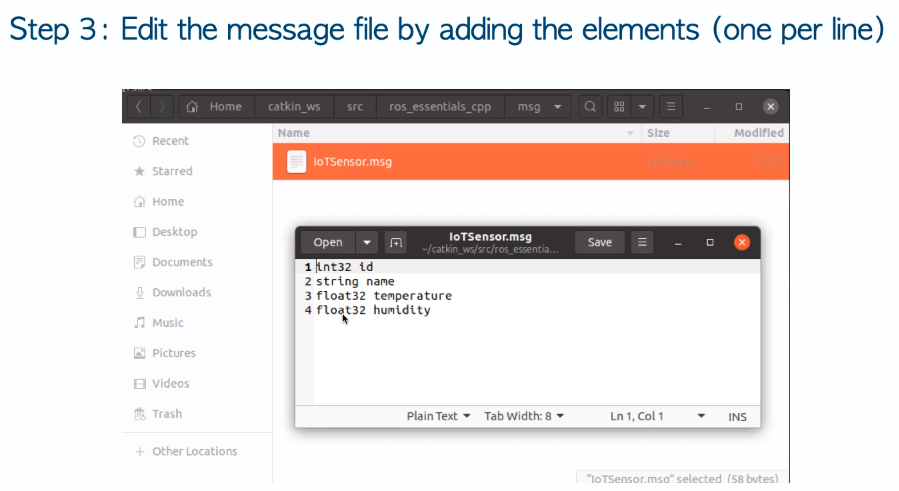 Step 3: Edit the message file by adding the elements (one per line)
Home catkin_ws src ros_essentials_cpp msg
Recent
Starred
Home
Desktop
Documents
Downloads
Music
Pictures
Videos
Trash
+ Other Locations
Name Size Modified
IoTSensor.msg
Open IoTSensor.msg Save
~/catkin_ws/src/ros_essentia...
1 int32 id
2 string name
3 float32 temperature
4 float32 humidity
Plain Text Tab Width: 8 Ln 1, Col 1 INS
"IoTSensor.msg" selected (58 bytes)